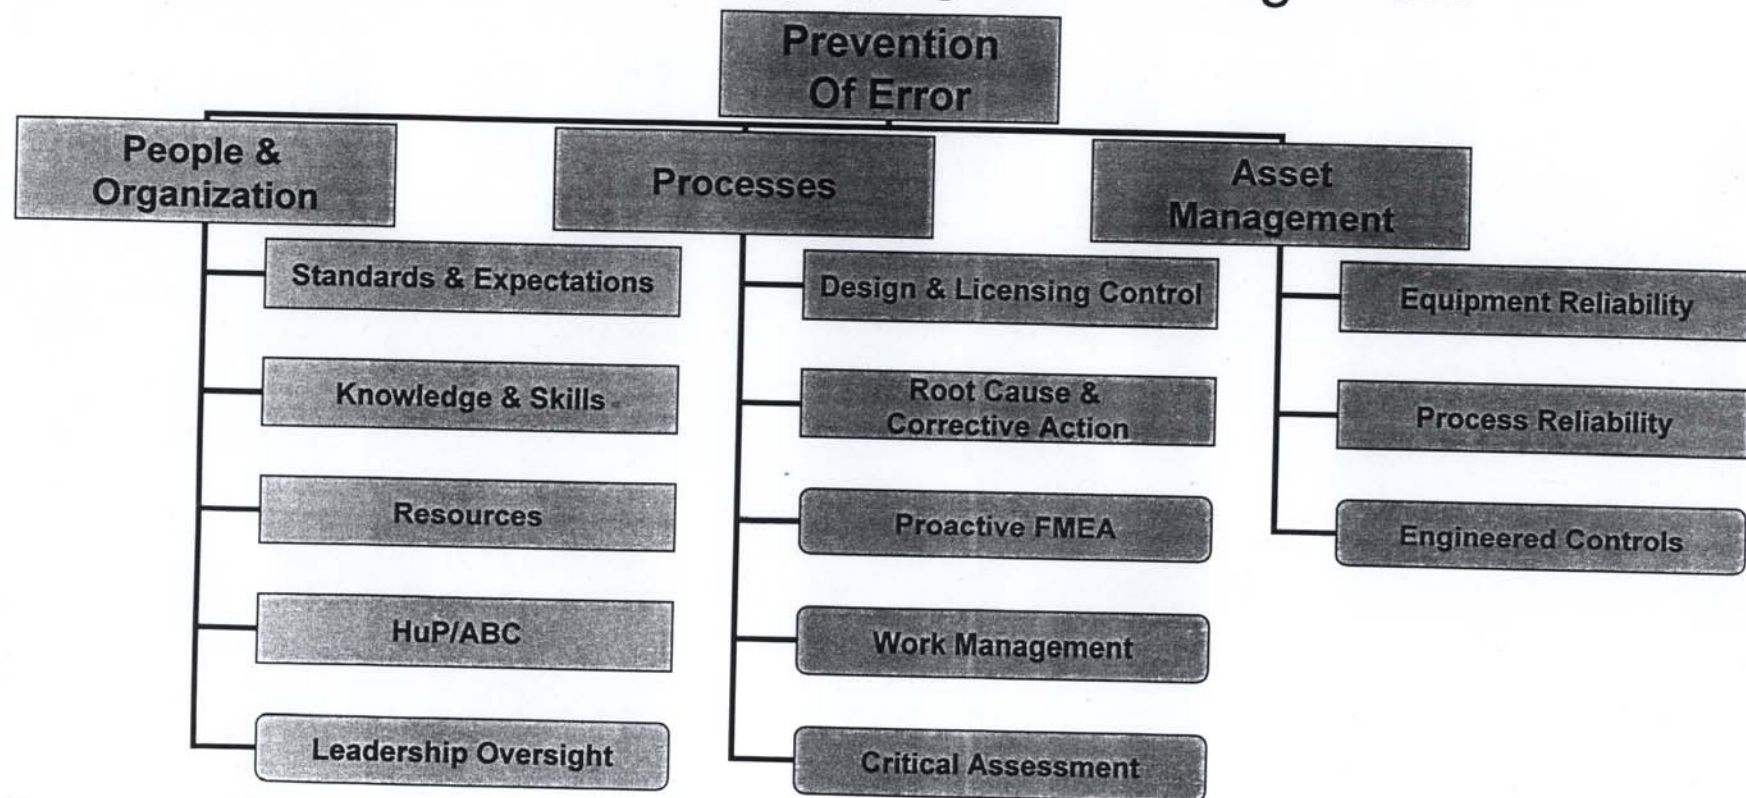 Prevention
Of Error
People &
Organization
Processes
Asset
Management
Standards & Expectations
Knowledge & Skills
Resources
HuP/ABC
Leadership Oversight
Design & Licensing Control
Root Cause &
Corrective Action
Proactive FMEA
Work Management
Critical Assessment
Equipment Reliability
Process Reliability
Engineered Controls